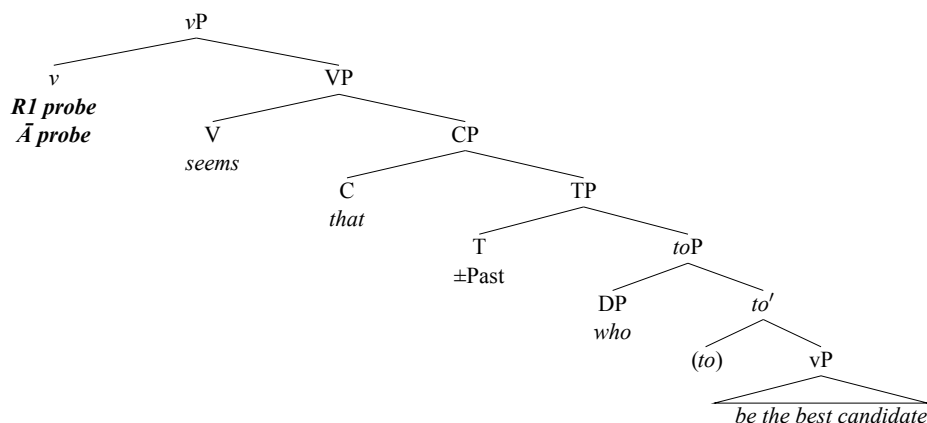 vP
v VP
R1 probe
Ā probe
V CP
seems
C TP
that
T toP
±Past
DP to′
who
(to) vP
be the best candidate